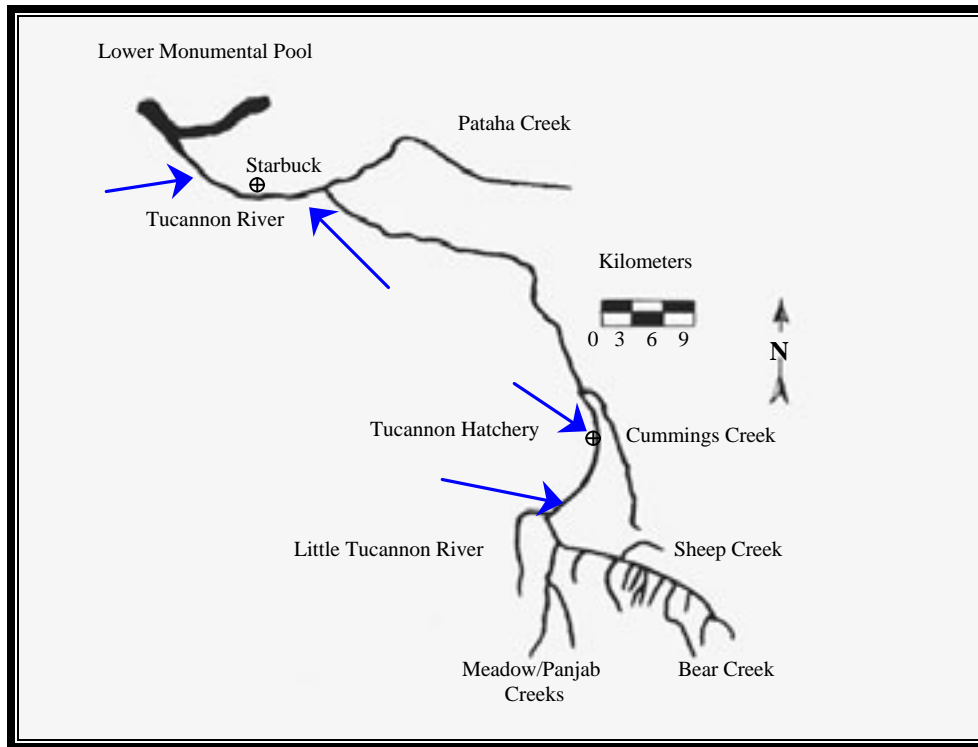 Lower Monumental Pool
Pataha Creek
Starbuck
Tucannon River
Kilometers
0 3 6 9
N
Tucannon Hatchery
Cummings Creek
Little Tucannon River
Sheep Creek
Meadow/Panjab
Creeks
Bear Creek